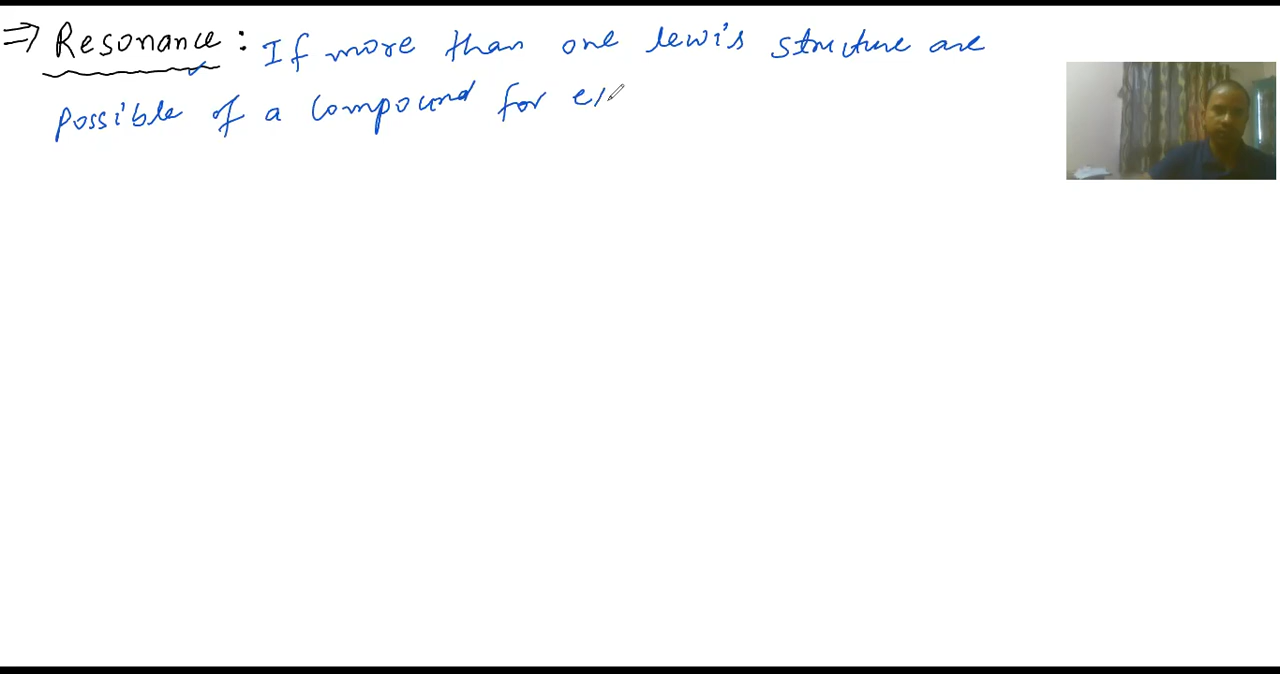 ⇒ Resonance : If more than one lewis structure are
possible of a compound for